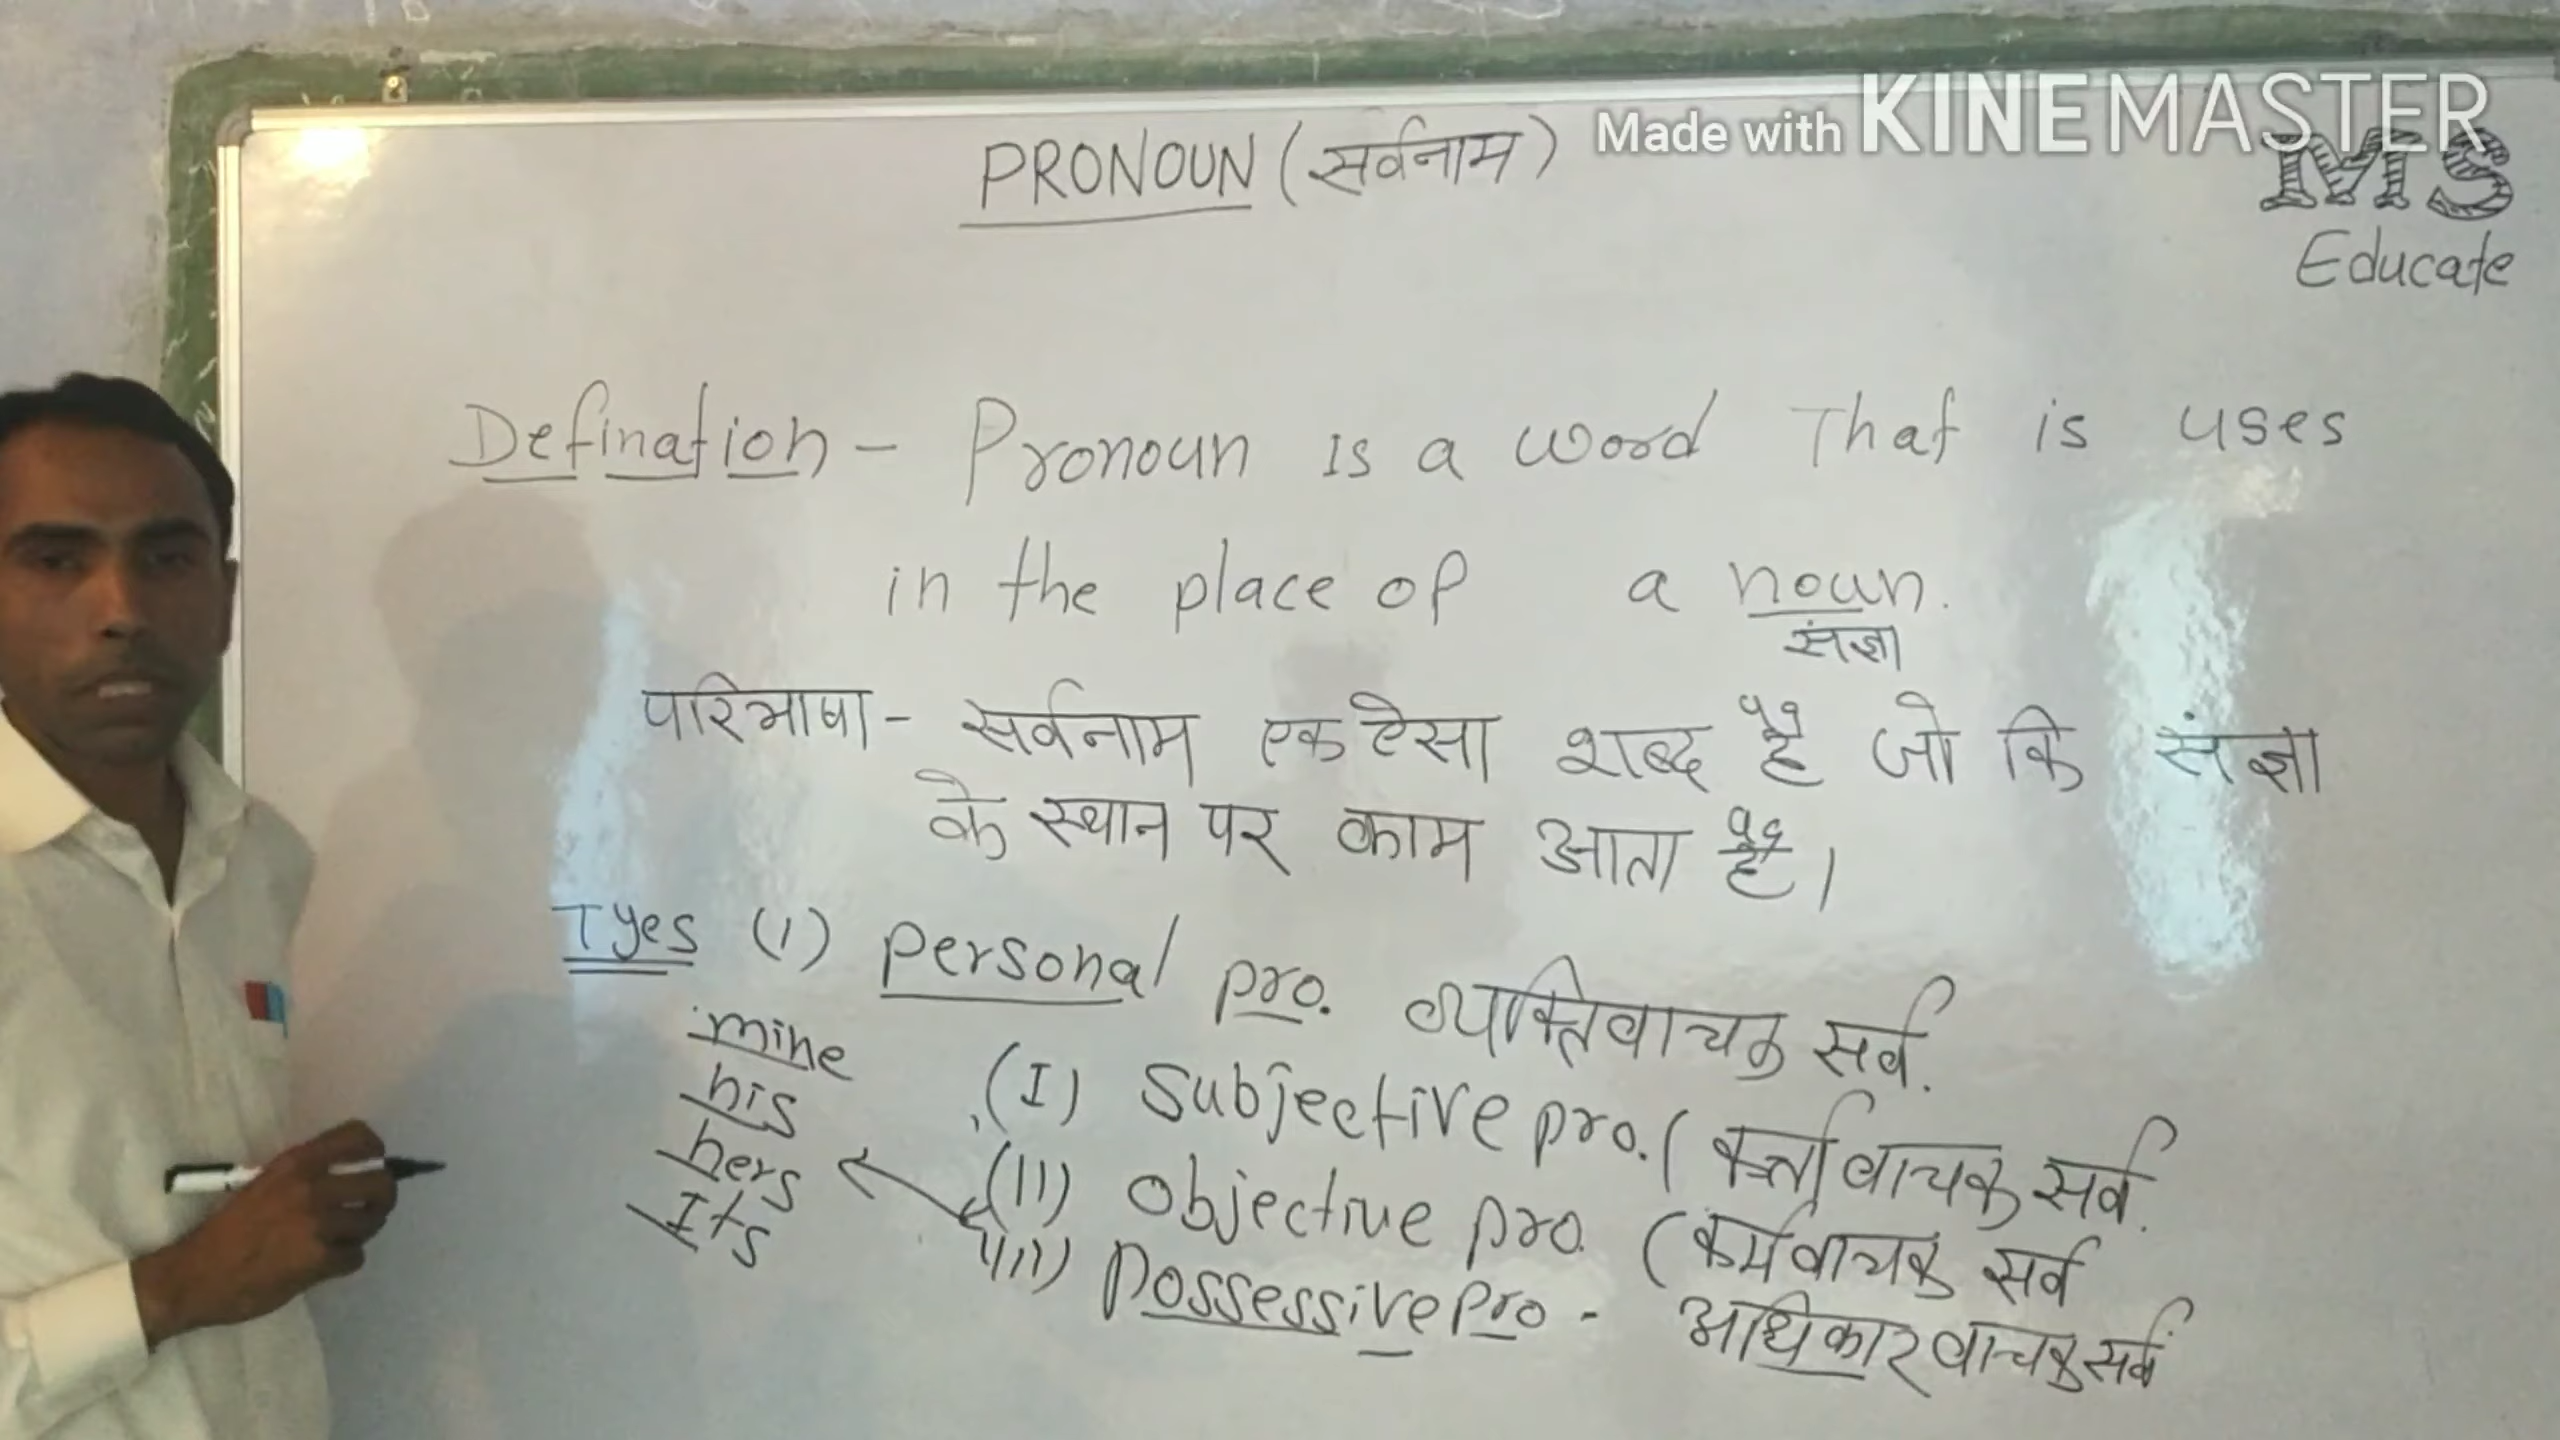 Made with KINEMASTER
PRONOUN (सर्वनाम)
MS
Educate
Defination - Pronoun is a word That is uses
in the place of a noun.
संज्ञा
परिभाषा - सर्वनाम एक ऐसा शब्द है जो कि संज्ञा
के स्थान पर काम आता है।
Tyes (1) Personal pro. व्यक्तिवाचक सर्व.
(I) Subjective pro. (कर्त्तावाचक सर्व.
(II) Objective pro. (कर्मवाचक सर्व
(III) Possessive Pro - अधिकारवाचक सर्व
mine
his
hers
Its